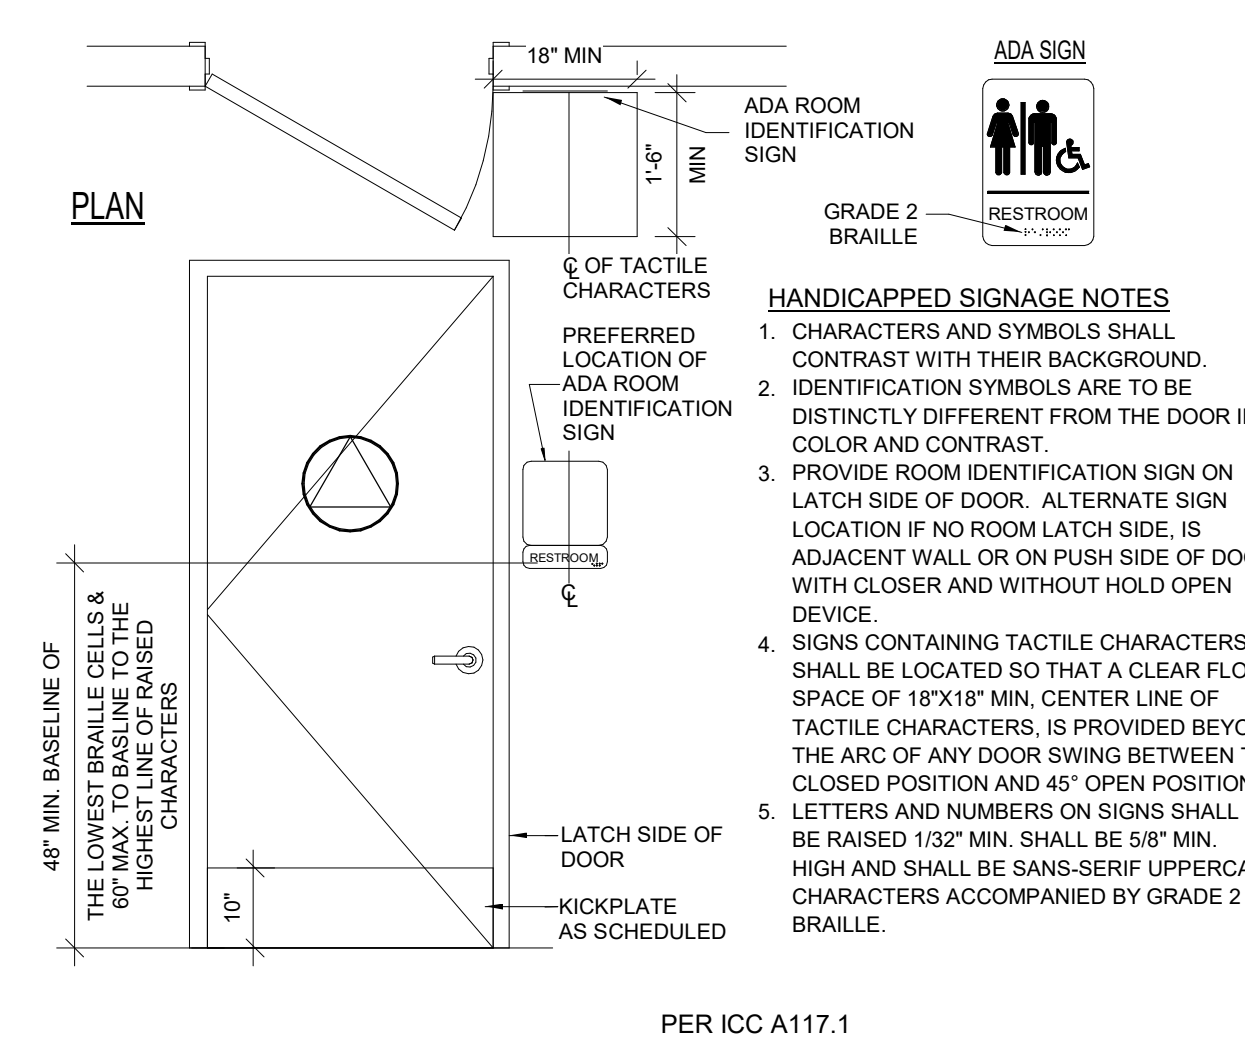 18" MIN
ADA ROOM
IDENTIFICATION
SIGN
1'-6"
MIN
PLAN
℄ OF TACTILE
CHARACTERS
ADA SIGN
GRADE 2
BRAILLE
RESTROOM
PREFERRED
LOCATION OF
ADA ROOM
IDENTIFICATION
SIGN
RESTROOM
℄
48" MIN. BASELINE OF
THE LOWEST BRAILLE CELLS &
60" MAX. TO BASLINE TO THE
HIGHEST LINE OF RAISED
CHARACTERS
10"
LATCH SIDE OF
DOOR
KICKPLATE
AS SCHEDULED
HANDICAPPED SIGNAGE NOTES
1. CHARACTERS AND SYMBOLS SHALL
CONTRAST WITH THEIR BACKGROUND.
2. IDENTIFICATION SYMBOLS ARE TO BE
DISTINCTLY DIFFERENT FROM THE DOOR
COLOR AND CONTRAST.
3. PROVIDE ROOM IDENTIFICATION SIGN ON
LATCH SIDE OF DOOR. ALTERNATE SIGN
LOCATION IF NO ROOM LATCH SIDE, IS
ADJACENT WALL OR ON PUSH SIDE OF
WITH CLOSER AND WITHOUT HOLD OPEN
DEVICE.
4. SIGNS CONTAINING TACTILE CHARACTERS
SHALL BE LOCATED SO THAT A CLEAR
SPACE OF 18"X18" MIN, CENTER LINE OF
TACTILE CHARACTERS, IS PROVIDED
THE ARC OF ANY DOOR SWING BETWEEN
CLOSED POSITION AND 45° OPEN POSITION
5. LETTERS AND NUMBERS ON SIGNS SHALL
BE RAISED 1/32" MIN. SHALL BE 5/8" MIN.
HIGH AND SHALL BE SANS-SERIF
CHARACTERS ACCOMPANIED BY GRADE 2
BRAILLE.
PER ICC A117.1